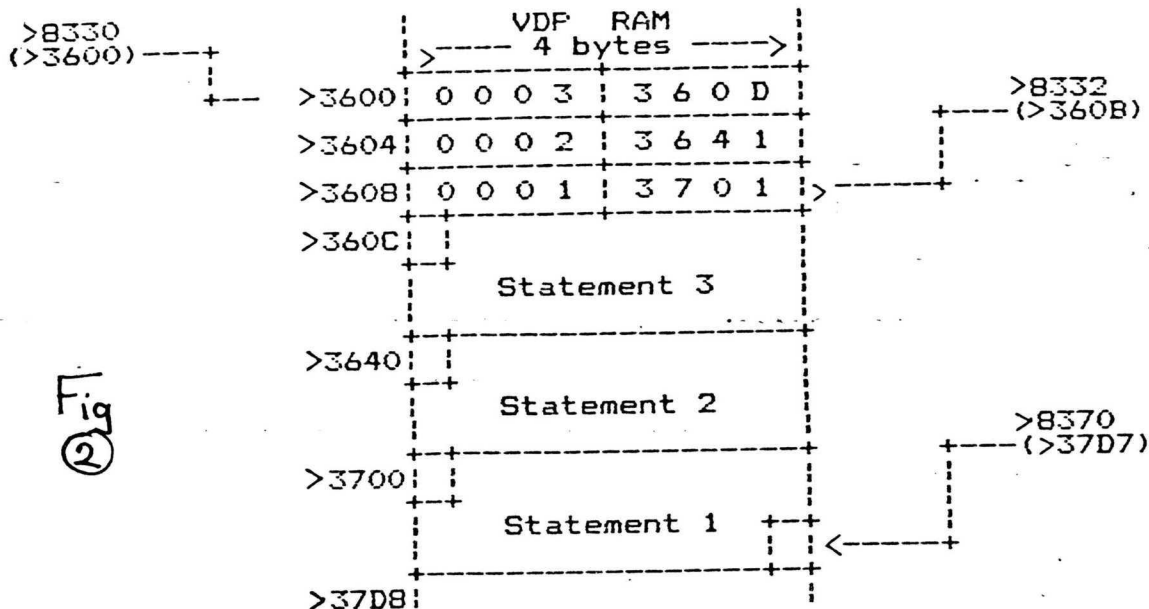 VDP RAM
>8330
(>3600)
4 bytes
>3600 0 0 0 3 3 6 0 D
>8332
(>360B)
>3604 0 0 0 2 3 6 4 1
>3608 0 0 0 1 3 7 0 1
>360C
Statement 3
>3640
Statement 2
>8370
(>37D7)
>3700
Statement 1
>37D8
Fig
2